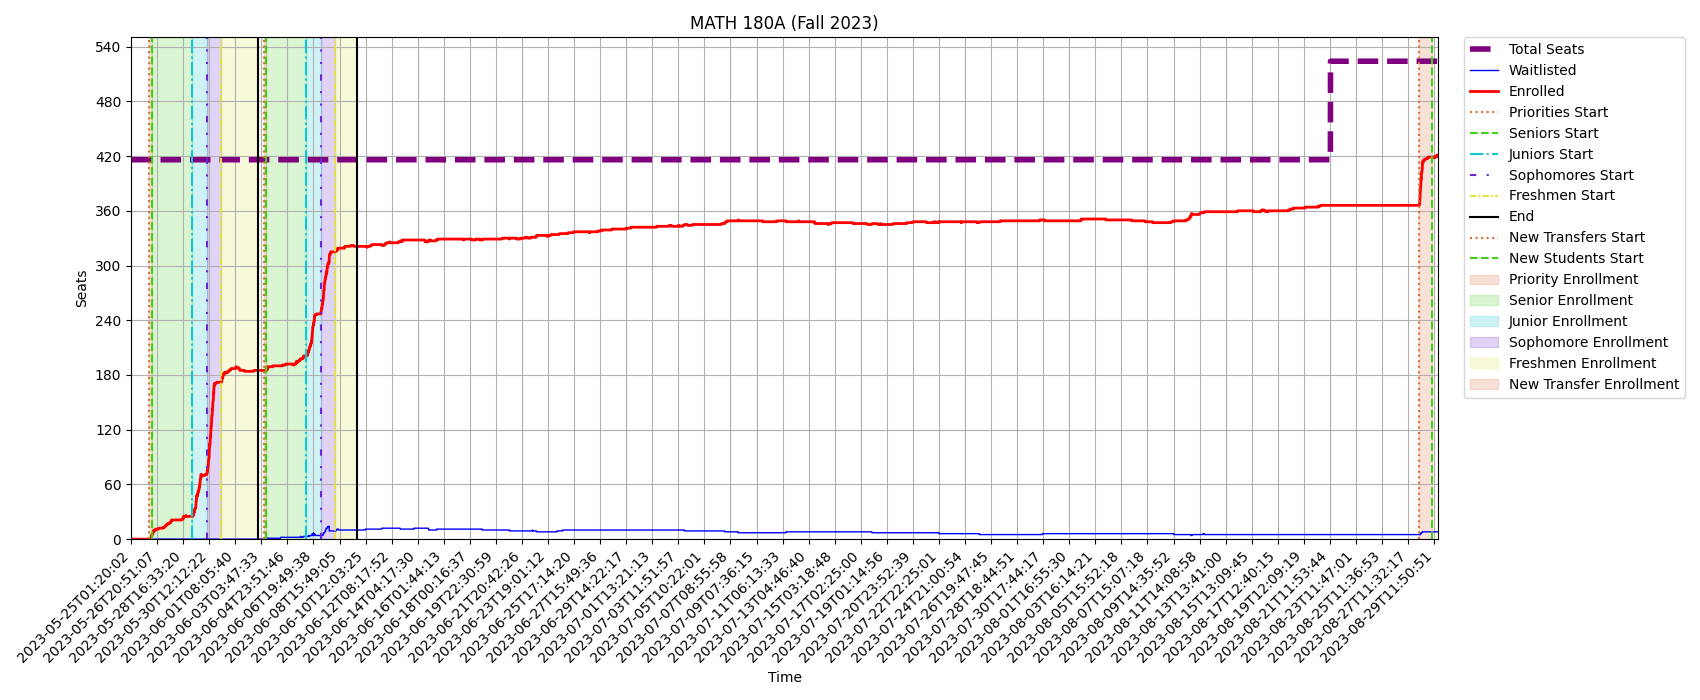 MATH 180A (Fall 2023)
Seats
540
480
420
360
300
240
180
120
60
0
2023-05-25T01:20:02
2023-05-26T20:51:07
2023-05-28T16:33:20
2023-05-30T12:12:22
2023-06-01T08:05:40
2023-06-03T03:47:33
2023-06-04T23:51:46
2023-06-06T19:49:38
2023-06-08T15:49:05
2023-06-10T12:03:25
2023-06-12T08:17:52
2023-06-14T04:17:30
2023-06-16T01:44:13
2023-06-18T00:16:37
2023-06-19T22:30:59
2023-06-21T20:42:26
2023-06-23T19:01:12
2023-06-25T17:14:20
2023-06-27T15:49:36
2023-06-29T14:22:17
2023-07-01T13:21:13
2023-07-03T11:51:57
2023-07-05T10:22:01
2023-07-07T08:55:58
2023-07-09T07:36:15
2023-07-11T06:13:33
2023-07-13T04:46:40
2023-07-15T03:18:48
2023-07-17T02:25:00
2023-07-19T01:14:56
2023-07-20T23:52:39
2023-07-22T22:25:01
2023-07-24T21:00:54
2023-07-26T19:47:45
2023-07-28T18:44:51
2023-07-30T17:44:17
2023-08-01T16:55:30
2023-08-03T16:14:21
2023-08-05T15:52:18
2023-08-07T15:07:18
2023-08-09T14:35:52
2023-08-11T14:08:58
2023-08-13T13:41:00
2023-08-15T13:09:45
2023-08-17T12:40:15
2023-08-19T12:09:19
2023-08-21T11:53:44
2023-08-23T11:47:01
2023-08-25T11:36:53
2023-08-27T11:32:17
2023-08-29T11:50:51
Time
Total Seats
Waitlisted
Enrolled
Priorities Start
Seniors Start
Juniors Start
Sophomores Start
Freshmen Start
End
New Transfers Start
New Students Start
Priority Enrollment
Senior Enrollment
Junior Enrollment
Sophomore Enrollment
Freshmen Enrollment
New Transfer Enrollment